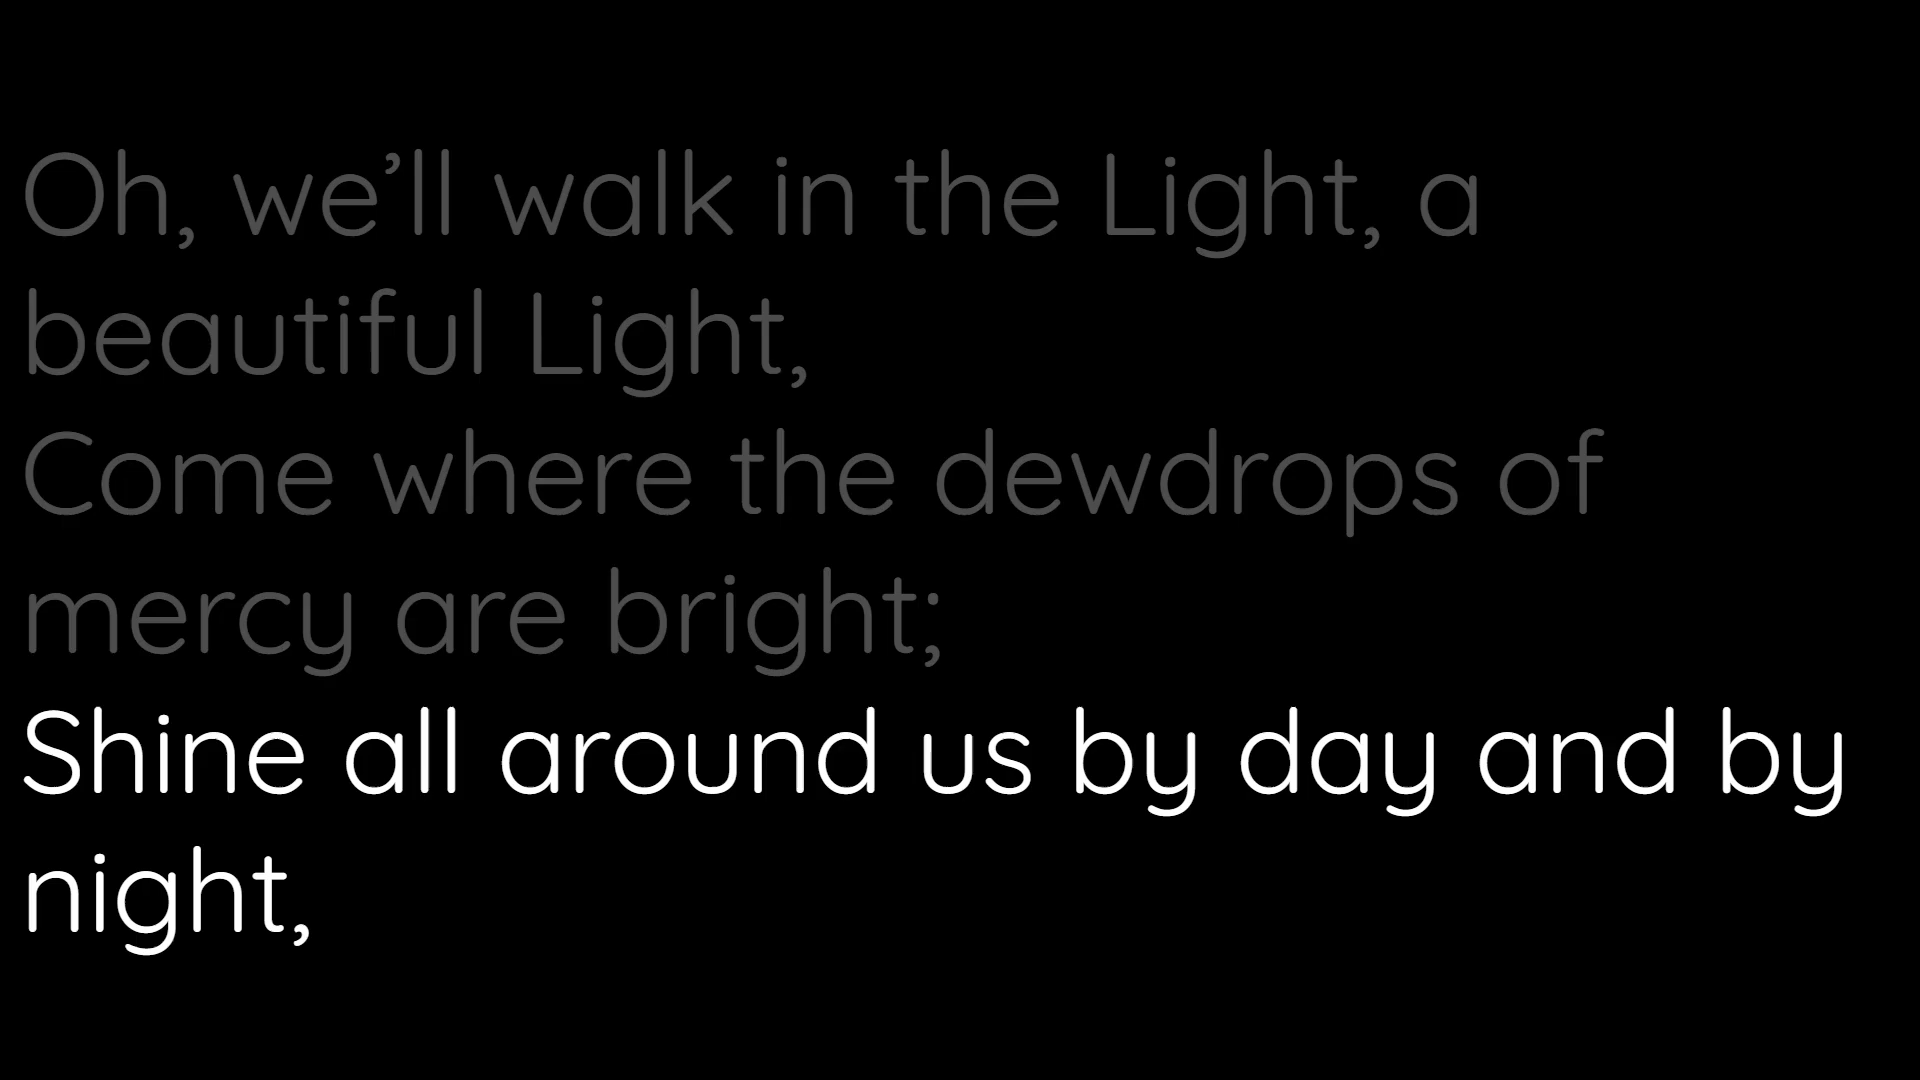 Oh, we’ll walk in the Light, a
beautiful Light,
Come where the dewdrops of
mercy are bright;
Shine all around us by day and by
night,